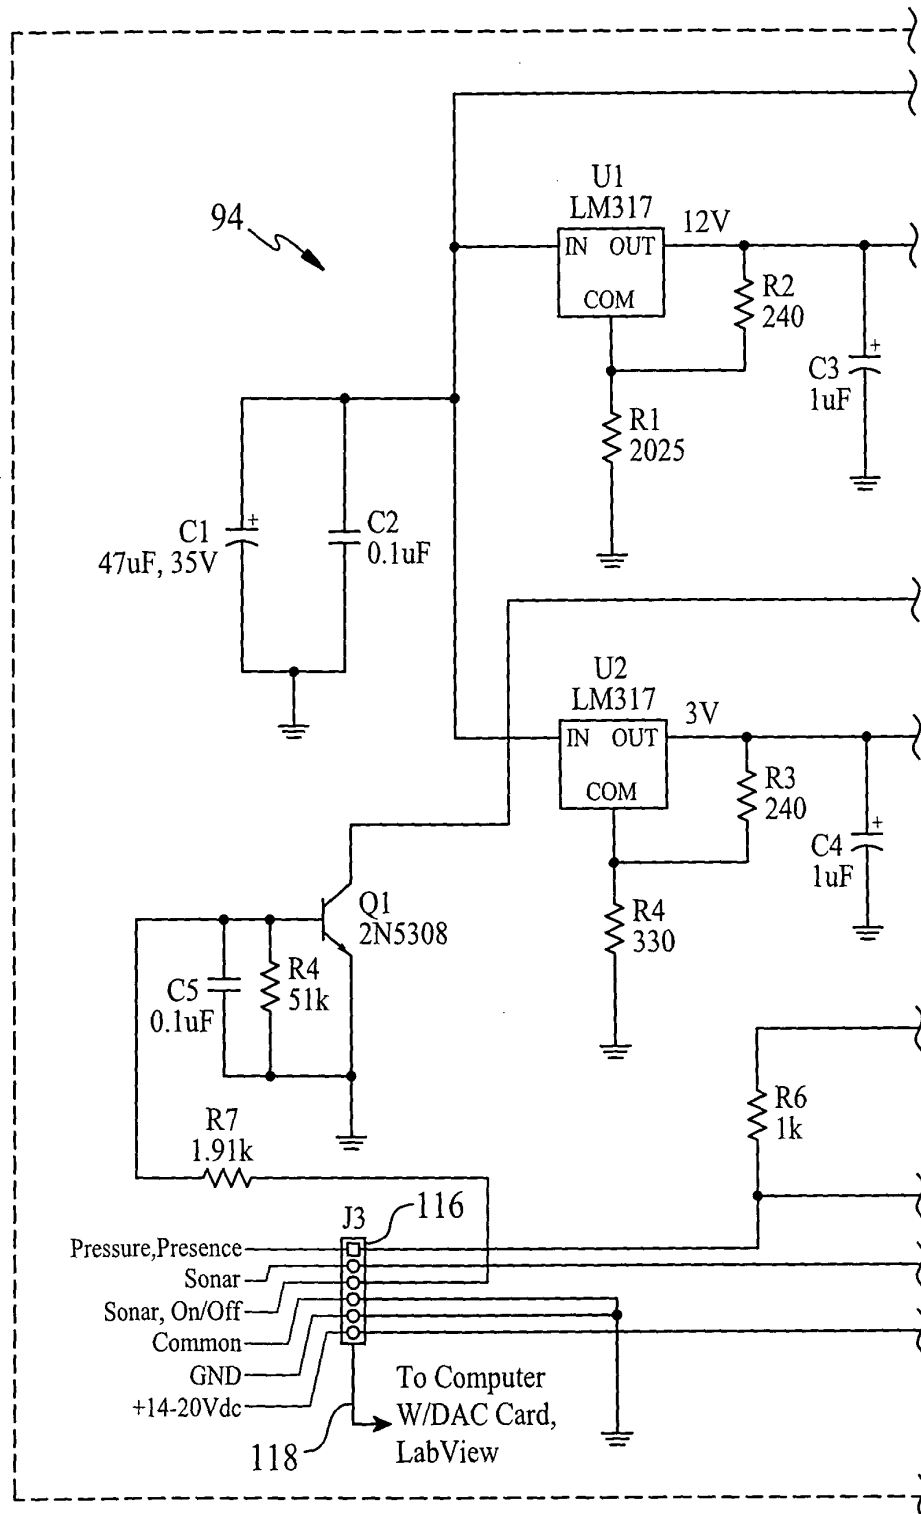 94
U1
LM317
12V
IN OUT
COM
R2
240
C3
+
1uF
R1
2025
C1
+
47uF, 35V
C2
0.1uF
U2
LM317
3V
IN OUT
COM
R3
240
C4
+
1uF
R4
330
Q1
2N5308
C5
0.1uF
R4
51k
R6
1k
R7
1.91k
J3
116
Pressure,Presence
Sonar
Sonar, On/Off
Common
GND
+14-20Vdc
118
To Computer
W/DAC Card,
LabView